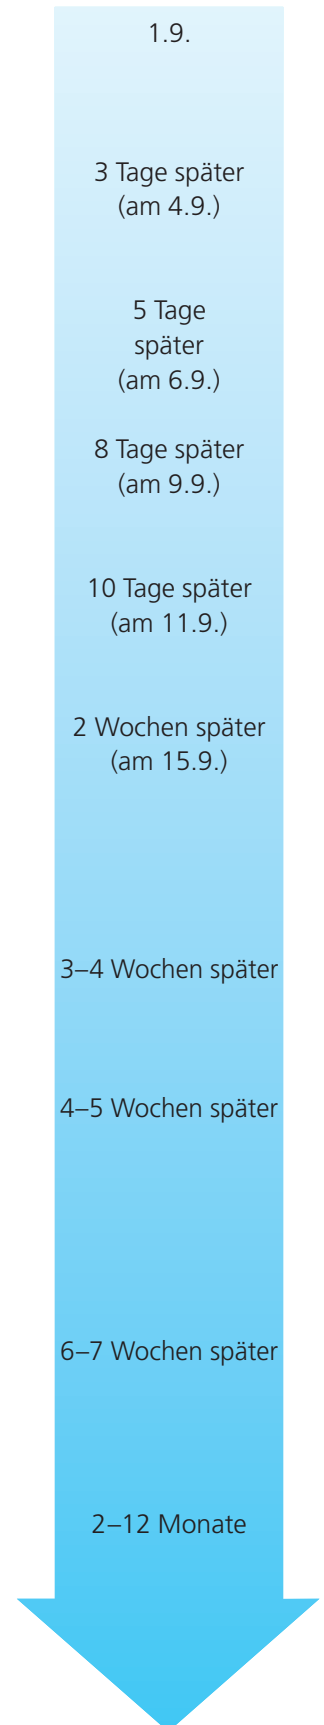 1.9.
3 Tage später
(am 4.9.)
5 Tage
später
(am 6.9.)
8 Tage später
(am 9.9.)
10 Tage später
(am 11.9.)
2 Wochen später
(am 15.9.)
3–4 Wochen später
4–5 Wochen später
6–7 Wochen später
2–12 Monate